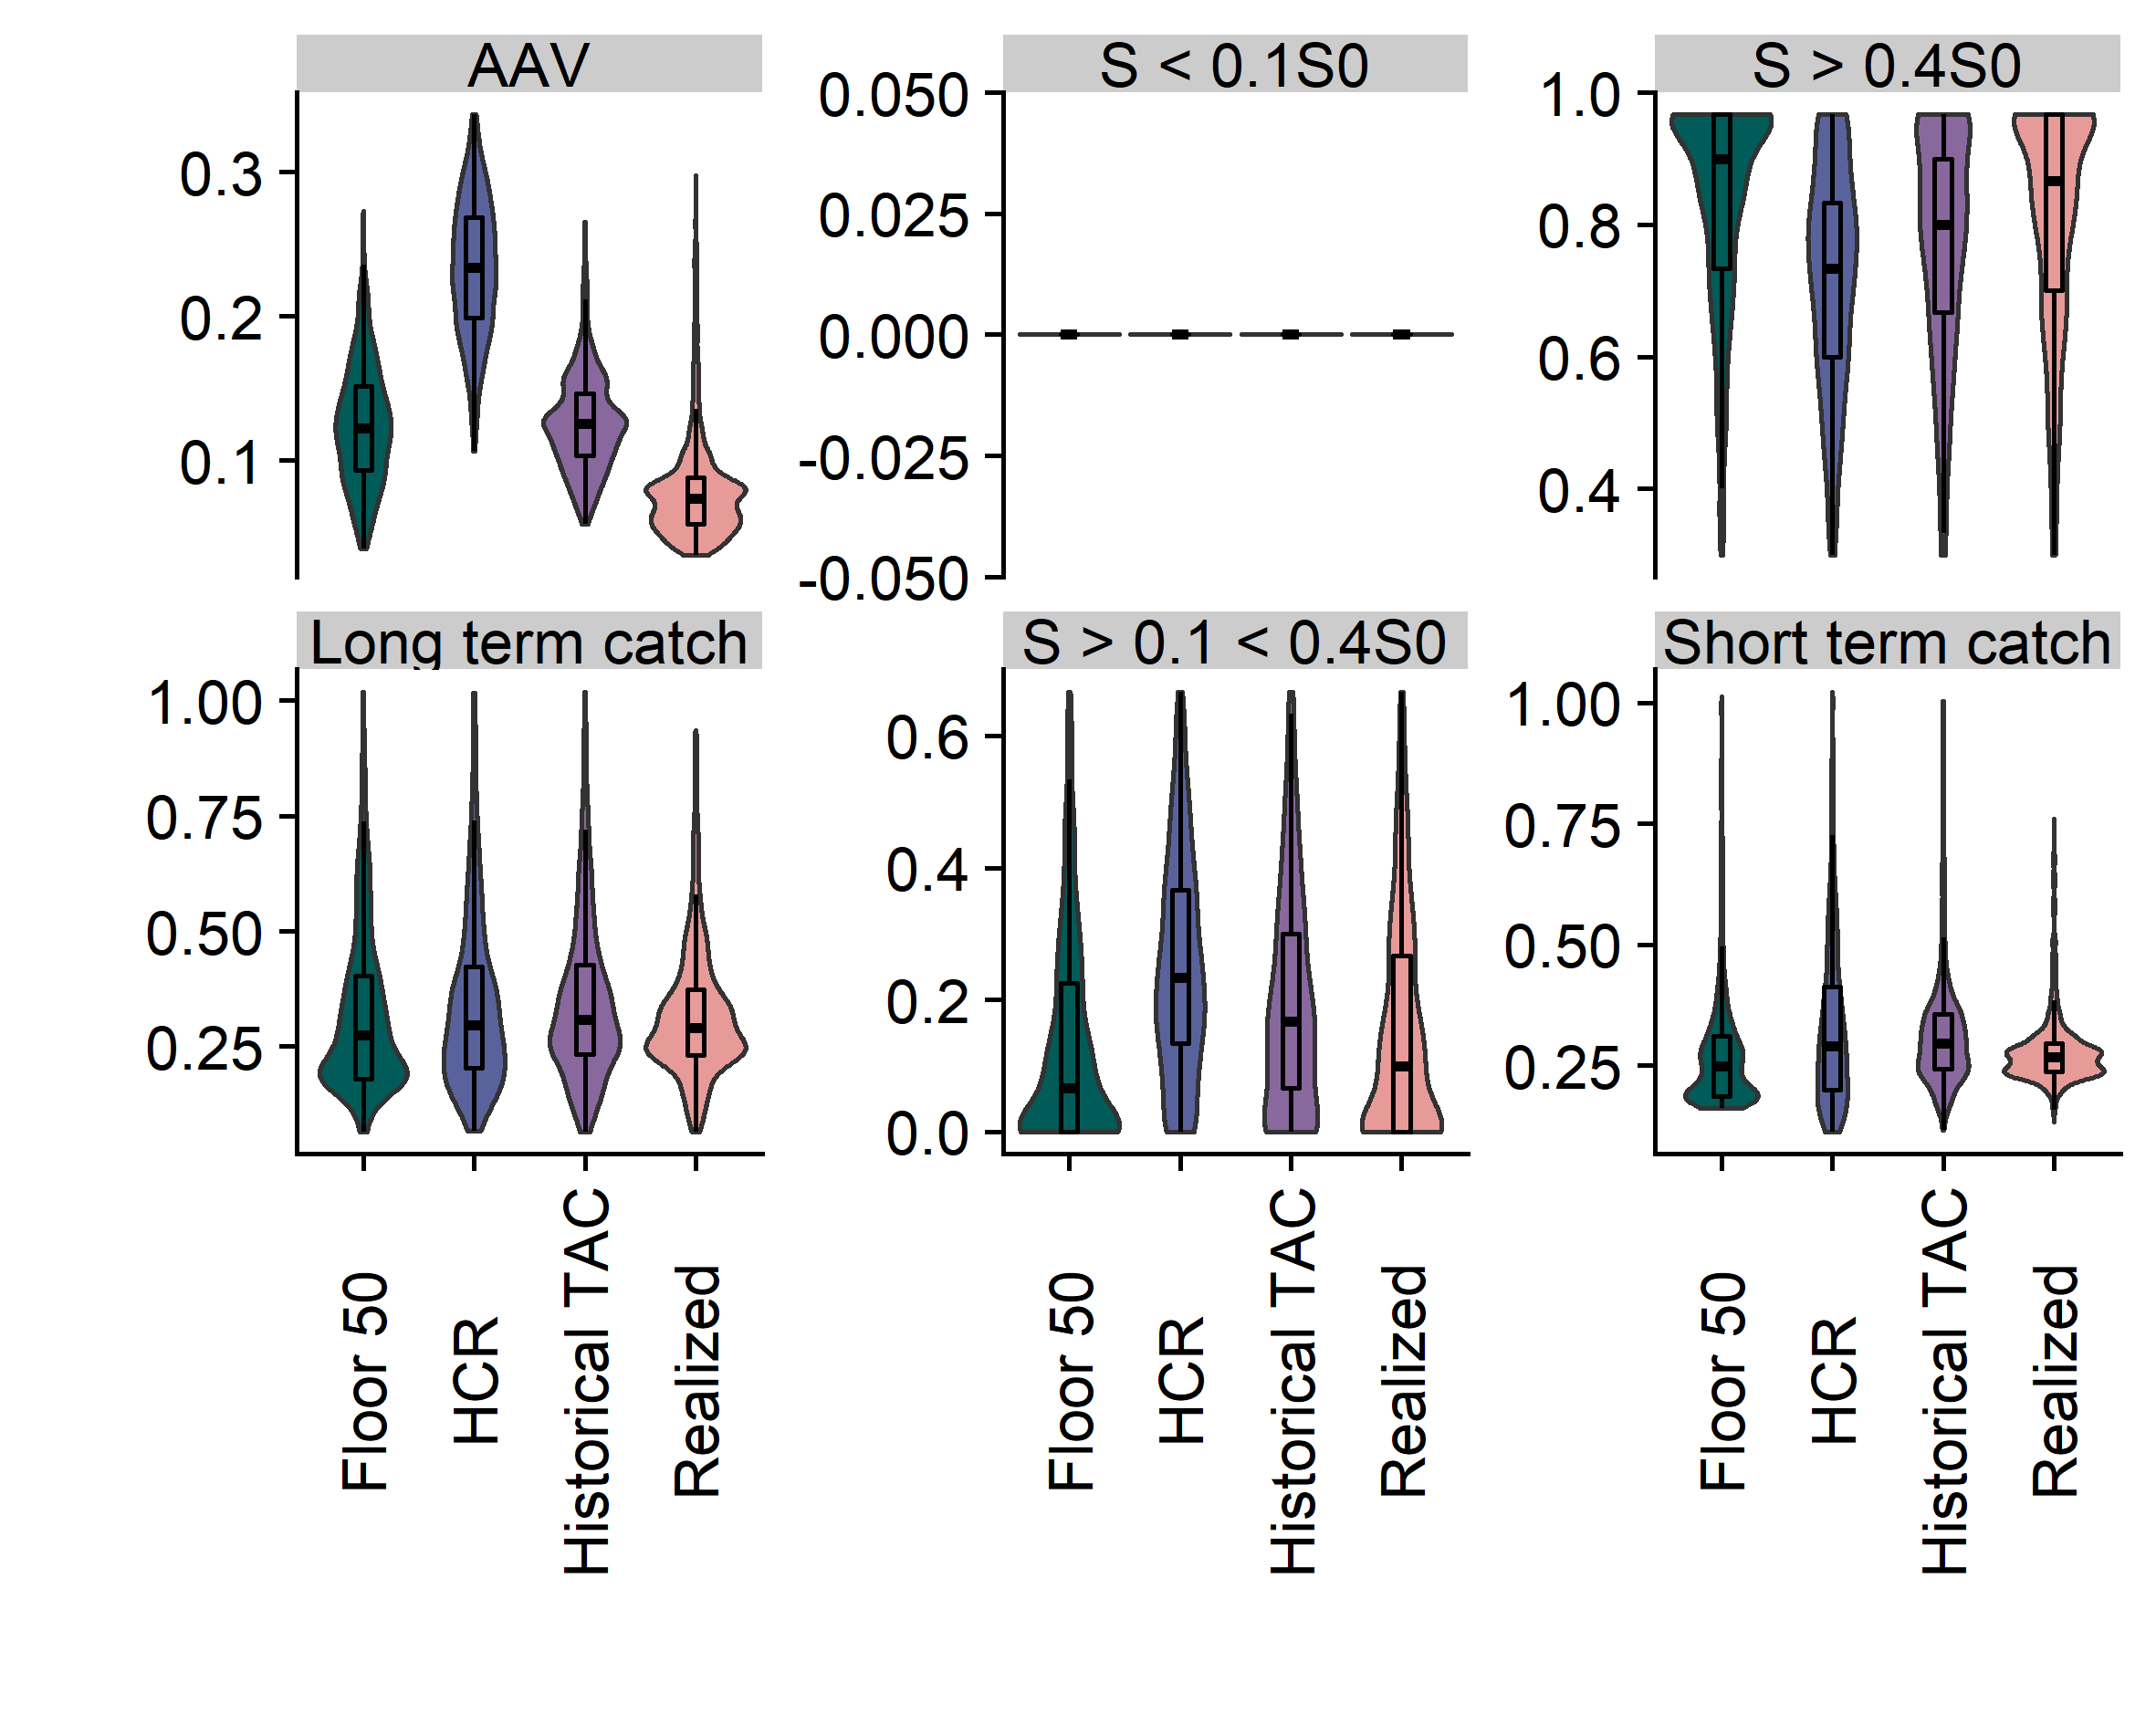 AAV
0.3
0.2
0.1
S < 0.1S0
0.050
0.025
0.000
-0.025
-0.050
S > 0.4S0
1.0
0.8
0.6
0.4
Long term catch
1.00
0.75
0.50
0.25
S > 0.1 < 0.4S0
0.6
0.4
0.2
0.0
Short term catch
1.00
0.75
0.50
0.25
Floor 50
HCR
Historical TAC
Realized
Floor 50
HCR
Historical TAC
Realized
Floor 50
HCR
Historical TAC
Realized